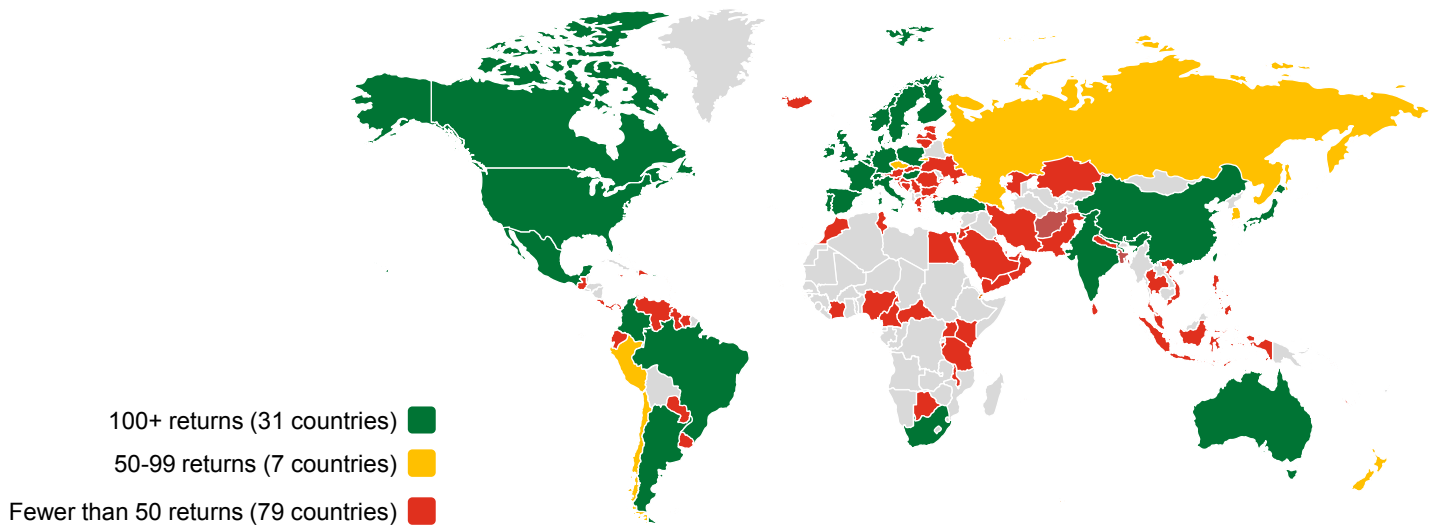 100+ returns (31 countries)
50-99 returns (7 countries)
Fewer than 50 returns (79 countries)